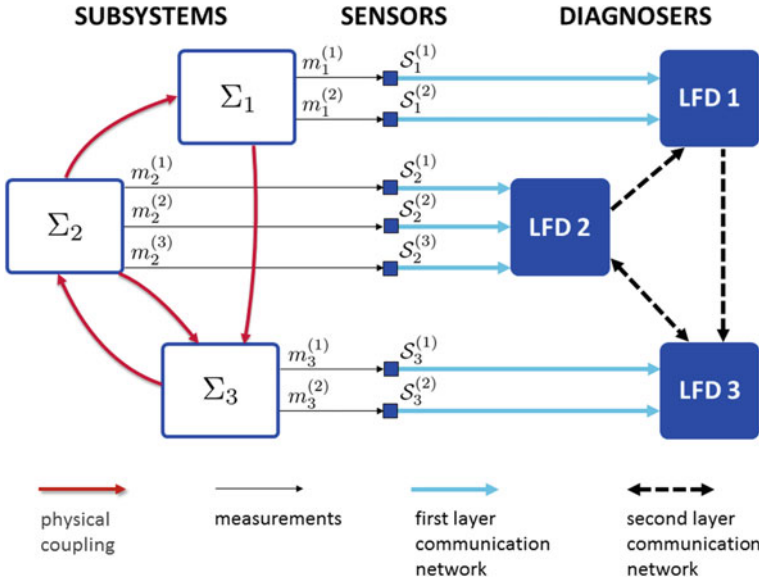 SUBSYSTEMS SENSORS DIAGNOSERS
Σ₁
m₁⁽¹⁾ S₁⁽¹⁾
m₁⁽²⁾ S₁⁽²⁾
LFD 1
Σ₂
m₂⁽¹⁾ S₂⁽¹⁾
m₂⁽²⁾ S₂⁽²⁾
m₂⁽³⁾ S₂⁽³⁾
LFD 2
Σ₃
m₃⁽¹⁾ S₃⁽¹⁾
m₃⁽²⁾ S₃⁽²⁾
LFD 3
physical
coupling
measurements
first layer
communication
network
second layer
communication
network